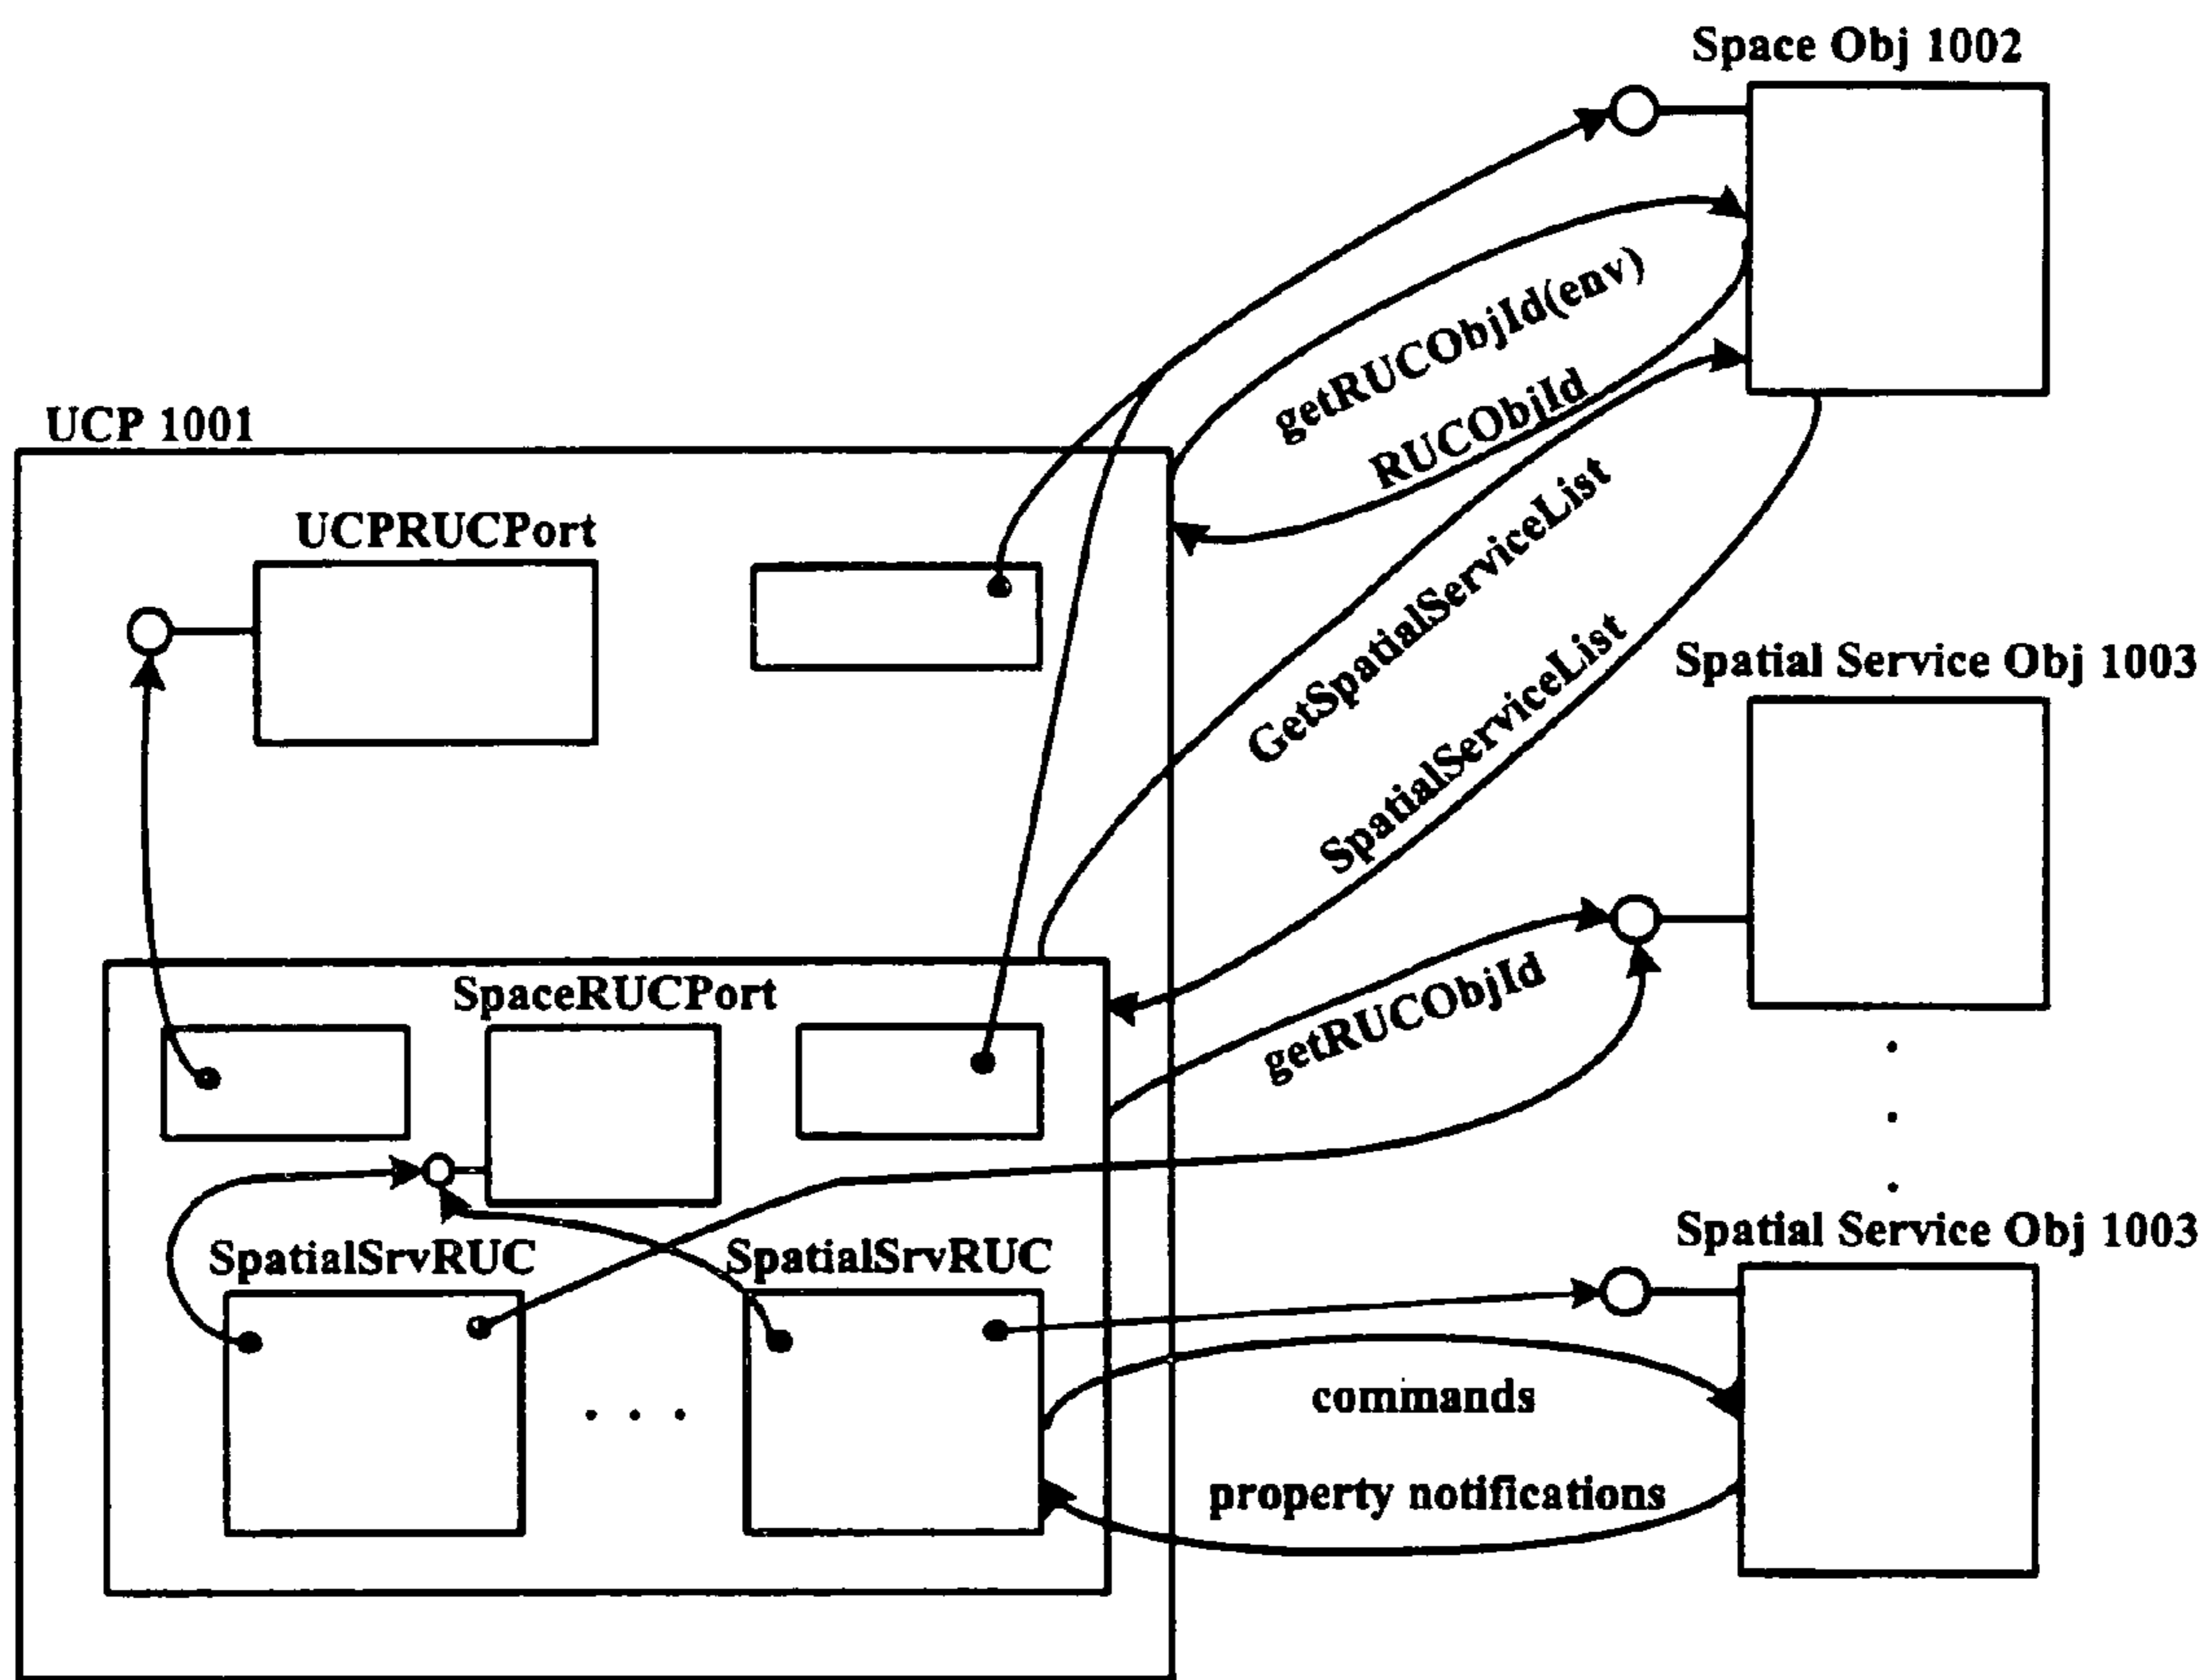 Space Obj 1002
getRUCObjId(env)
RUCObjId
UCP 1001
UCPRUCPort
GetSpatialServiceList
SpatialServiceList
Spatial Service Obj 1003
SpaceRUCPort
getRUCObjId
SpatialSrvRUC
SpatialSrvRUC
Spatial Service Obj 1003
commands
property notifications